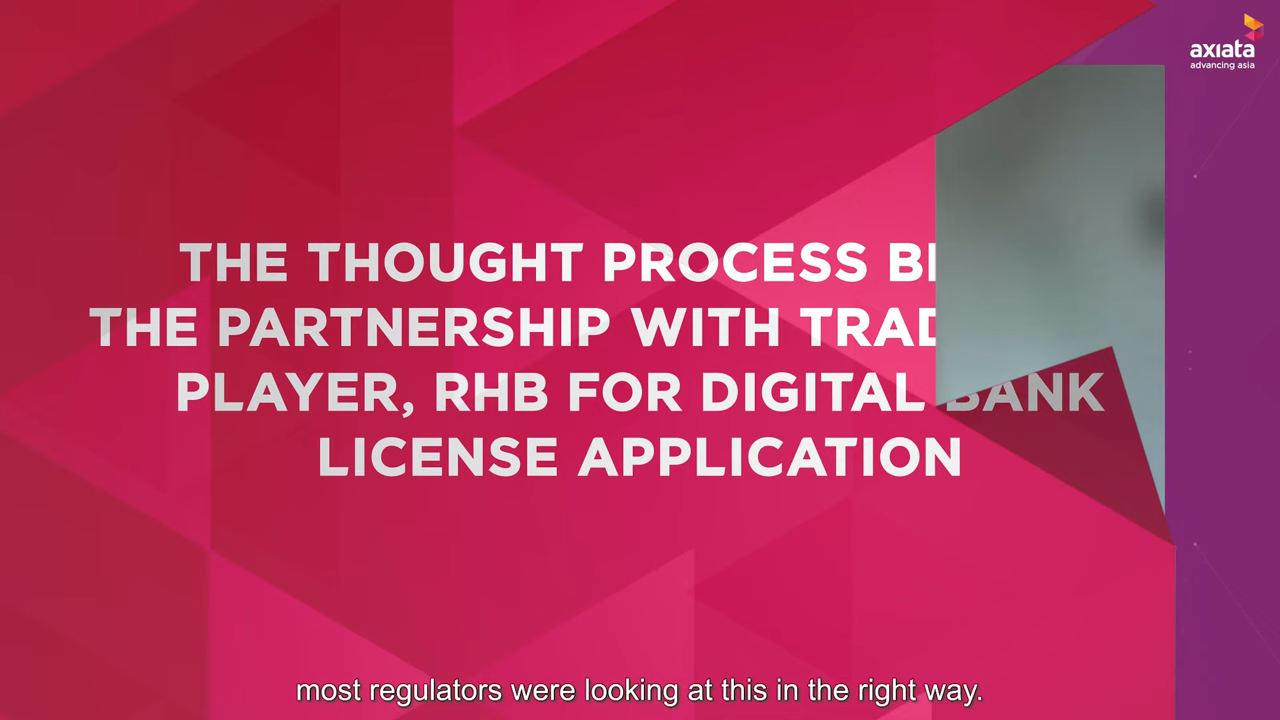 axiata
advancing asia
THE THOUGHT PROCESS
THE PARTNERSHIP WITH
PLAYER, RHB FOR DIGITAL BANK
LICENSE APPLICATION
most regulators were looking at this in the right way.